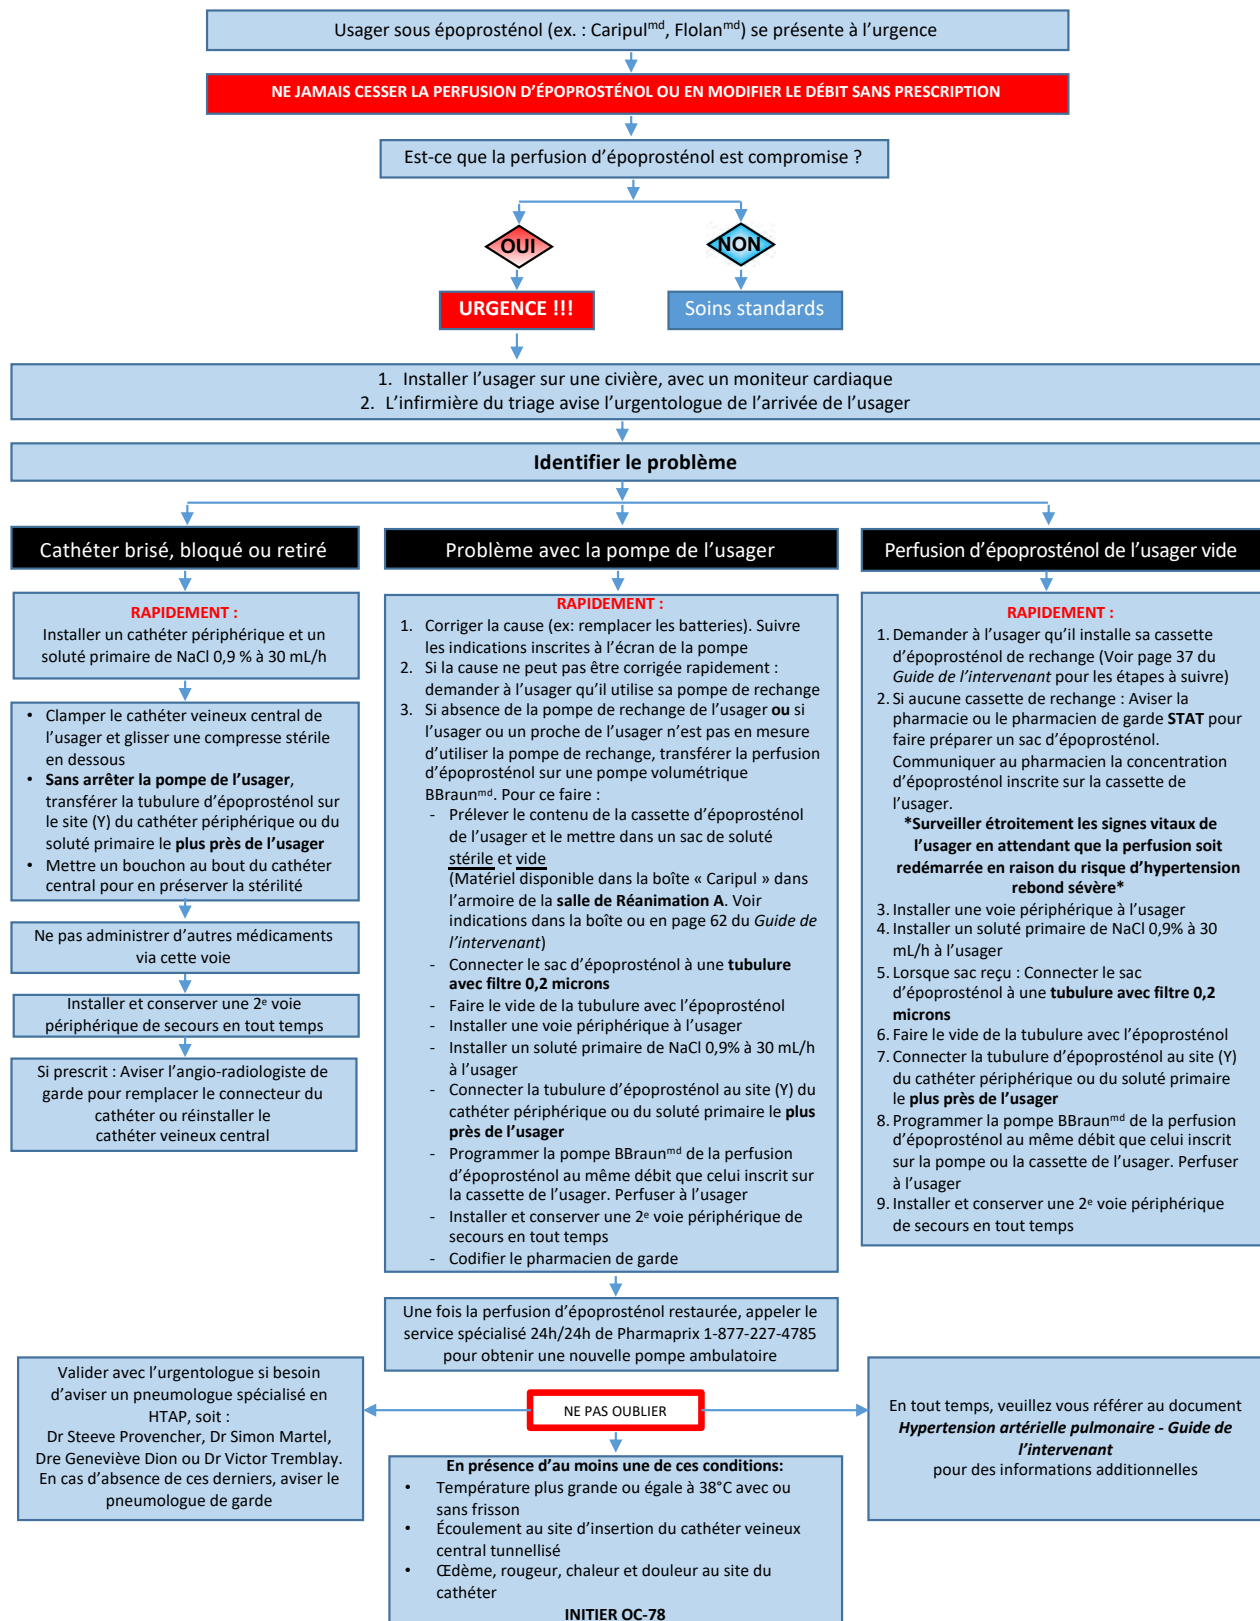 Usager sous époprosténol (ex. : Caripulmd, Flolanmd) se présente à l'urgence
NE JAMAIS CESSER LA PERFUSION D'ÉPOPROSTÉNOL OU EN MODIFIER LE DÉBIT SANS PRESCRIPTION
Est-ce que la perfusion d'époprosténol est compromise ?
OUI
NON
URGENCE !!!
Soins standards
1. Installer l'usager sur une civière, avec un moniteur cardiaque
2. L'infirmière du triage avise l'urgentologue de l'arrivée de l'usager
Identifier le problème
Cathéter brisé, bloqué ou retiré
RAPIDEMENT :
Installer un cathéter périphérique et un
soluté primaire de NaCl 0,9 % à 30 mL/h
• Clamper le cathéter veineux central de
l'usager et glisser une compresse stérile
en dessous
• Sans arrêter la pompe de l'usager,
transférer la tubulure d'époprosténol sur
le site (Y) du cathéter périphérique ou du
soluté primaire le plus près de l'usager
• Mettre un bouchon au bout du cathéter
central pour en préserver la stérilité
Ne pas administrer d'autres médicaments
via cette voie
Installer et conserver une 2e voie
périphérique de secours en tout temps
Si prescrit : Aviser l'angio-radiologiste de
garde pour remplacer le connecteur du
cathéter ou réinstaller le
cathéter veineux central
Problème avec la pompe de l'usager
RAPIDEMENT :
1. Corriger la cause (ex: remplacer les batteries). Suivre
les indications inscrites à l'écran de la pompe
2. Si la cause ne peut pas être corrigée rapidement :
demander à l'usager qu'il utilise sa pompe de rechange
3. Si absence de la pompe de rechange de l'usager ou si
l'usager ou un proche de l'usager n'est pas en mesure
d'utiliser la pompe de rechange, transférer la perfusion
d'époprosténol sur une pompe volumétrique
BBraunmd. Pour ce faire :
- Prélever le contenu de la cassette d'époprosténol
de l'usager et le mettre dans un sac de soluté
stérile et vide
(Matériel disponible dans la boîte « Caripul » dans
l'armoire de la salle de Réanimation A. Voir
indications dans la boîte ou en page 62 du Guide de
l'intervenant)
- Connecter le sac d'époprosténol à une tubulure
avec filtre 0,2 microns
- Faire le vide de la tubulure avec l'époprosténol
- Installer une voie périphérique à l'usager
- Installer un soluté primaire de NaCl 0,9% à 30 mL/h
à l'usager
- Connecter la tubulure d'époprosténol au site (Y) du
cathéter périphérique ou du soluté primaire le plus
près de l'usager
- Programmer la pompe BBraunmd de la perfusion
d'époprosténol au même débit que celui inscrit sur
la cassette de l'usager. Perfuser à l'usager
- Installer et conserver une 2e voie périphérique de
secours en tout temps
- Codifier le pharmacien de garde
Une fois la perfusion d'époprosténol restaurée, appeler le
service spécialisé 24h/24h de Pharmaprix 1-877-227-4785
pour obtenir une nouvelle pompe ambulatoire
Perfusion d'époprosténol de l'usager vide
RAPIDEMENT :
1. Demander à l'usager qu'il installe sa cassette
d'époprosténol de rechange (Voir page 37 du
Guide de l'intervenant pour les étapes à suivre)
2. Si aucune cassette de rechange : Aviser la
pharmacie ou le pharmacien de garde STAT pour
faire préparer un sac d'époprosténol.
Communiquer au pharmacien la concentration
d'époprosténol inscrite sur la cassette de
l'usager.
*Surveiller étroitement les signes vitaux de
l'usager en attendant que la perfusion soit
redémarrée en raison du risque d'hypertension
rebond sévère*
3. Installer une voie périphérique à l'usager
4. Installer un soluté primaire de NaCl 0,9% à 30
mL/h à l'usager
5. Lorsque sac reçu : Connecter le sac
d'époprosténol à une tubulure avec filtre 0,2
microns
6. Faire le vide de la tubulure avec l'époprosténol
7. Connecter la tubulure d'époprosténol au site (Y)
du cathéter périphérique ou du soluté primaire
le plus près de l'usager
8. Programmer la pompe BBraunmd de la perfusion
d'époprosténol au même débit que celui inscrit
sur la pompe ou la cassette de l'usager. Perfuser
à l'usager
9. Installer et conserver une 2e voie périphérique
de secours en tout temps
Valider avec l'urgentologue si besoin
d'aviser un pneumologue spécialisé en
HTAP, soit :
Dr Steeve Provencher, Dr Simon Martel,
Dre Geneviève Dion ou Dr Victor Tremblay.
En cas d'absence de ces derniers, aviser le
pneumologue de garde
NE PAS OUBLIER
En tout temps, veuillez vous référer au document
Hypertension artérielle pulmonaire - Guide de
l'intervenant
pour des informations additionnelles
En présence d'au moins une de ces conditions:
• Température plus grande ou égale à 38°C avec ou
sans frisson
• Écoulement au site d'insertion du cathéter veineux
central tunnellisé
• Œdème, rougeur, chaleur et douleur au site du
cathéter
INITIER OC-78